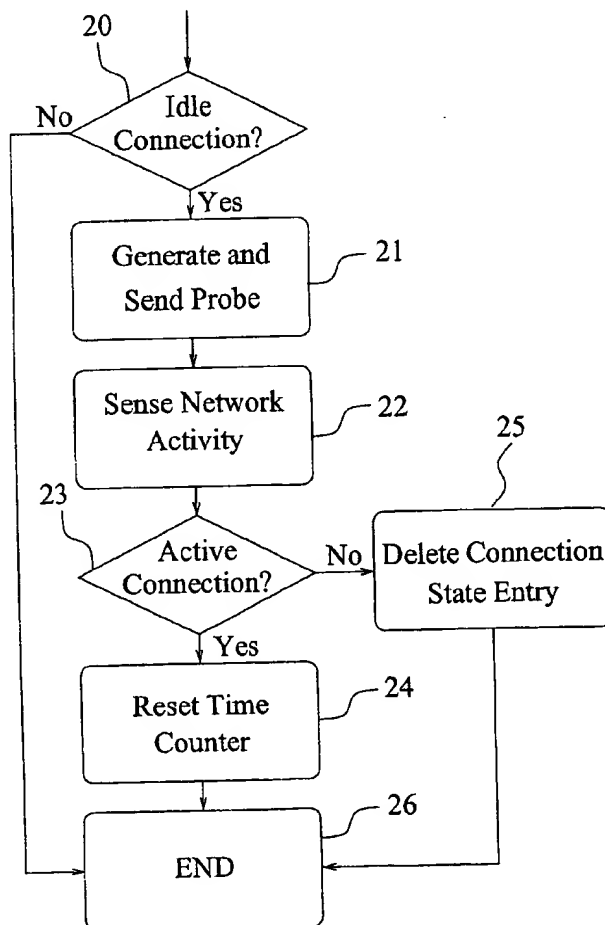 20
Idle
Connection?
No
Yes
Generate and
Send Probe
21
Sense Network
Activity
22
23
Active
Connection?
No
25
Delete Connection
State Entry
Yes
Reset Time
Counter
24
END
26